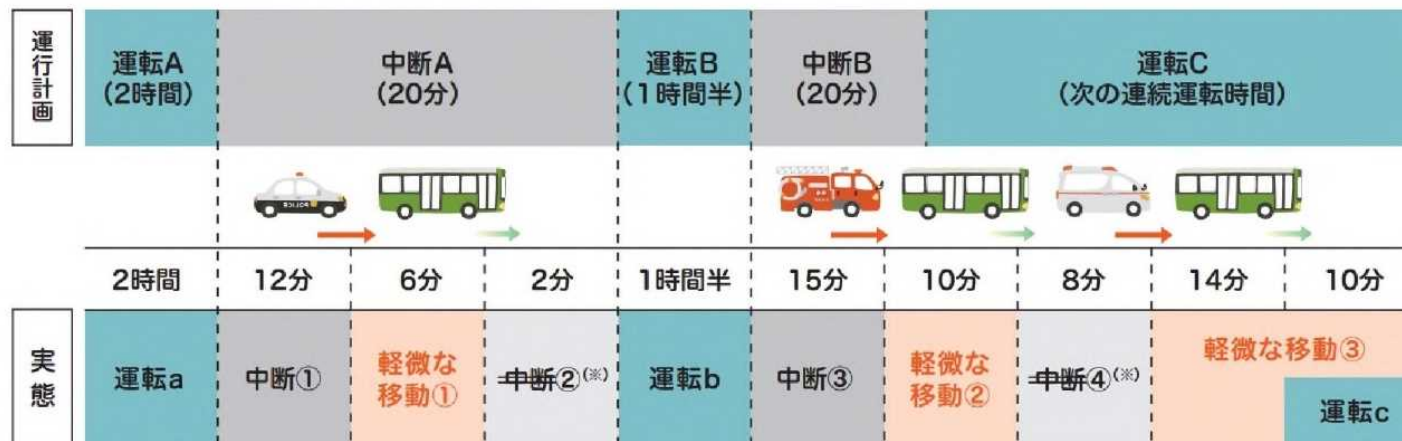 運行計画
運転A
(2時間)
中断A
(20分)
運転B
(1時間半)
中断B
(20分)
運転C
(次の連続運転時間)
POLICE
2時間
12分
6分
2分
1時間半
15分
10分
8分
14分
10分
実態
運転a
中断①
軽微な
移動①
中断②(※)
運転b
中断③
軽微な
移動②
中断④(※)
軽微な移動③
運転c